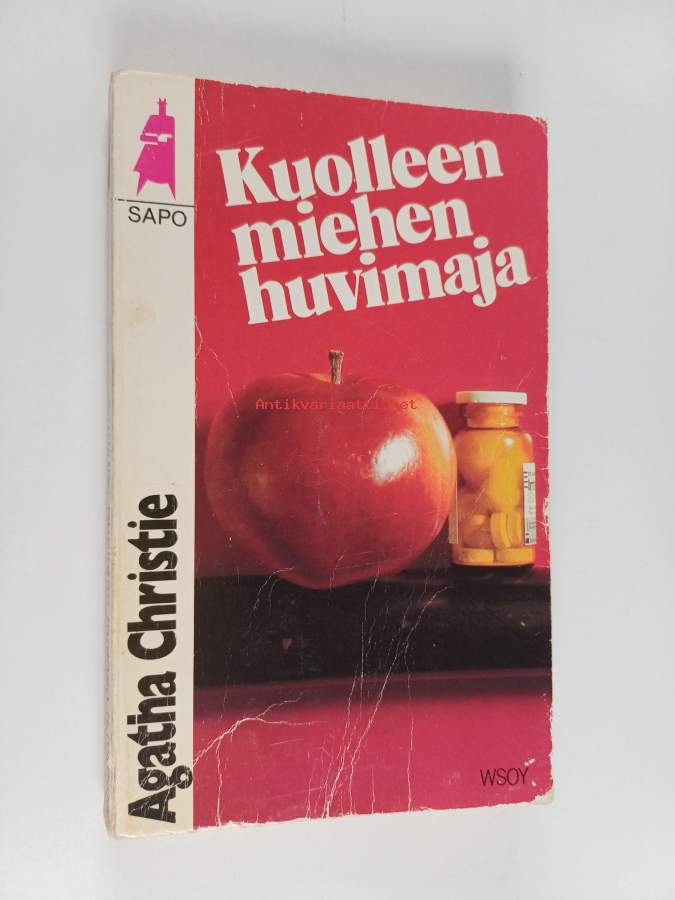 SAPO
Kuolleen
miehen
huvimaja
Antikvariaatti.net
Agatha Christie
WSOY